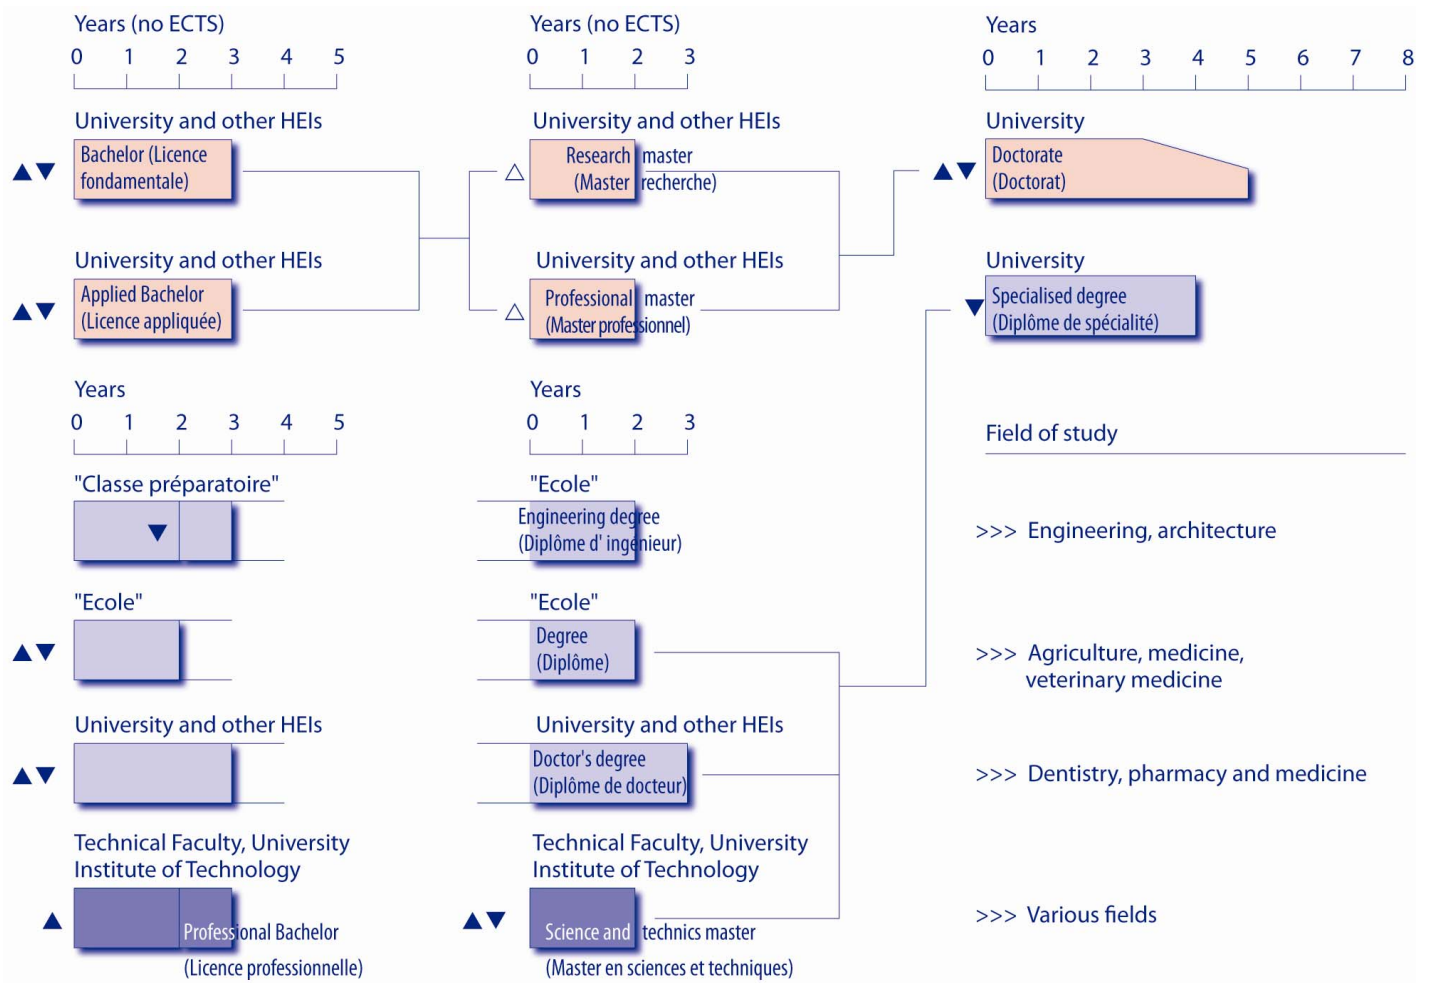 Years (no ECTS)
0 1 2 3 4 5
University and other HEIs
Bachelor (Licence
fondamentale)
University and other HEIs
Applied Bachelor
(Licence appliquée)
Years (no ECTS)
0 1 2 3
University and other HEIs
Research master
(Master recherche)
University and other HEIs
Professional master
(Master professionnel)
Years
0 1 2 3 4 5 6 7 8
University
Doctorate
(Doctorat)
University
Specialised degree
(Diplôme de spécialité)
Years
0 1 2 3 4 5
"Classe préparatoire"
"Ecole"
University and other HEIs
Technical Faculty, University
Institute of Technology
Professional Bachelor
(Licence professionnelle)
Years
0 1 2 3
"Ecole"
Engineering degree
(Diplôme d' ingénieur)
"Ecole"
Degree
(Diplôme)
University and other HEIs
Doctor's degree
(Diplôme de docteur)
Technical Faculty, University
Institute of Technology
Science and technics master
(Master en sciences et techniques)
Field of study
>>> Engineering, architecture
>>> Agriculture, medicine,
veterinary medicine
>>> Dentistry, pharmacy and medicine
>>> Various fields